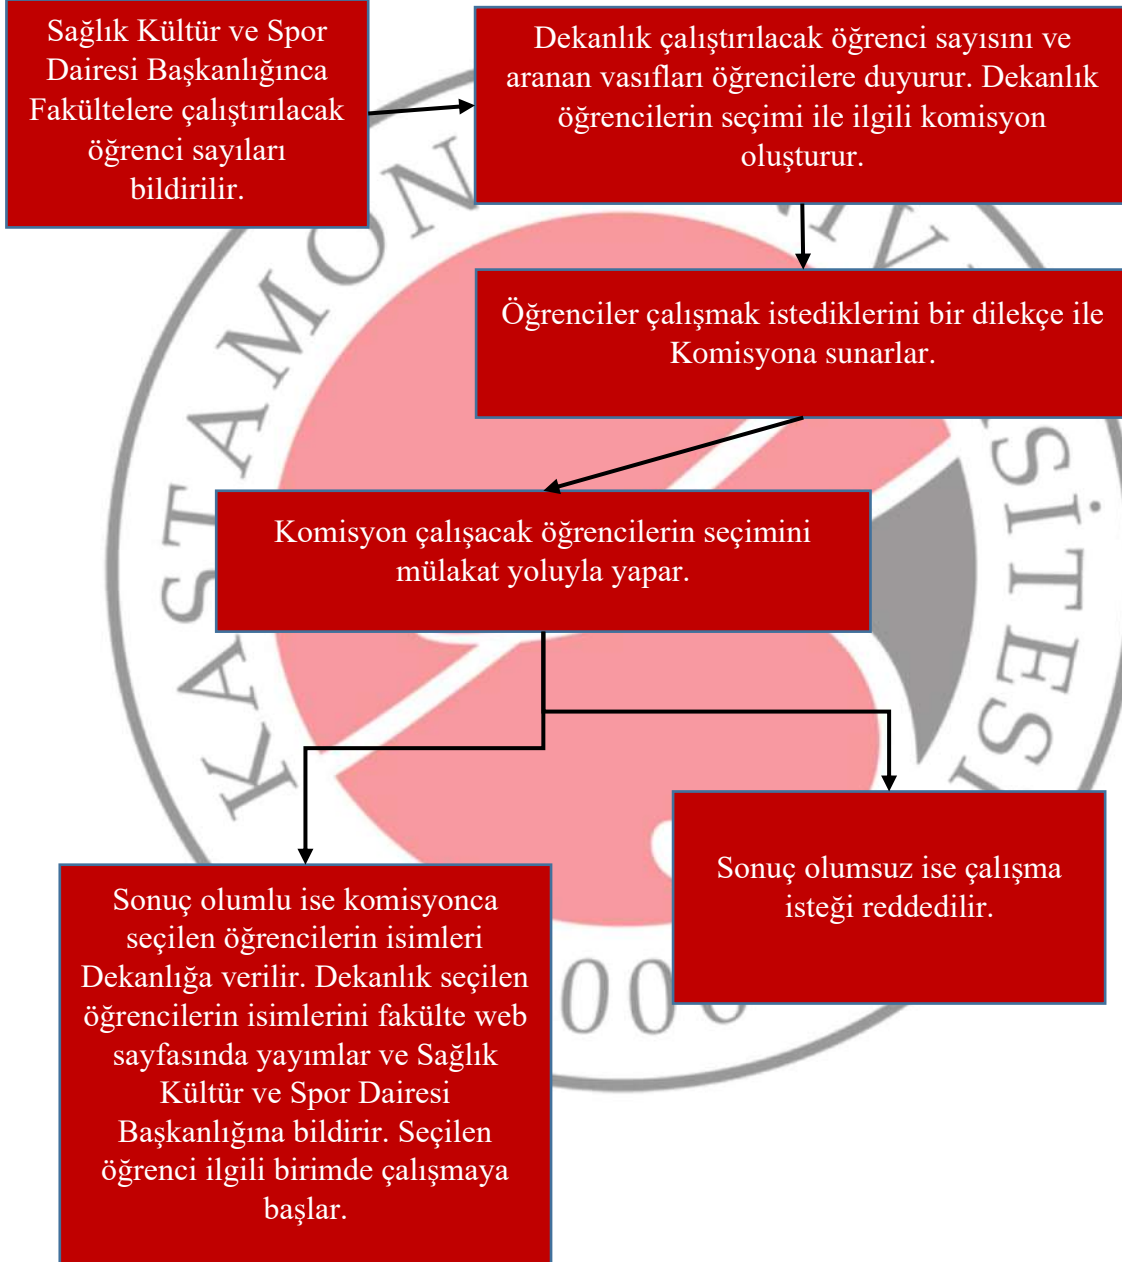 Sağlık Kültür ve Spor
Dairesi Başkanlığınca
Fakültelere çalıştırılacak
öğrenci sayıları
bildirilir.
Dekanlık çalıştırılacak öğrenci sayısını ve
aranan vasıfları öğrencilere duyurur. Dekanlık
öğrencilerin seçimi ile ilgili komisyon
oluşturur.
Öğrenciler çalışmak istediklerini bir dilekçe ile
Komisyona sunarlar.
Komisyon çalışacak öğrencilerin seçimini
mülakat yoluyla yapar.
Sonuç olumsuz ise çalışma
isteği reddedilir.
Sonuç olumlu ise komisyonca
seçilen öğrencilerin isimleri
Dekanlığa verilir. Dekanlık seçilen
öğrencilerin isimlerini fakülte web
sayfasında yayımlar ve Sağlık
Kültür ve Spor Dairesi
Başkanlığına bildirir. Seçilen
öğrenci ilgili birimde çalışmaya
başlar.